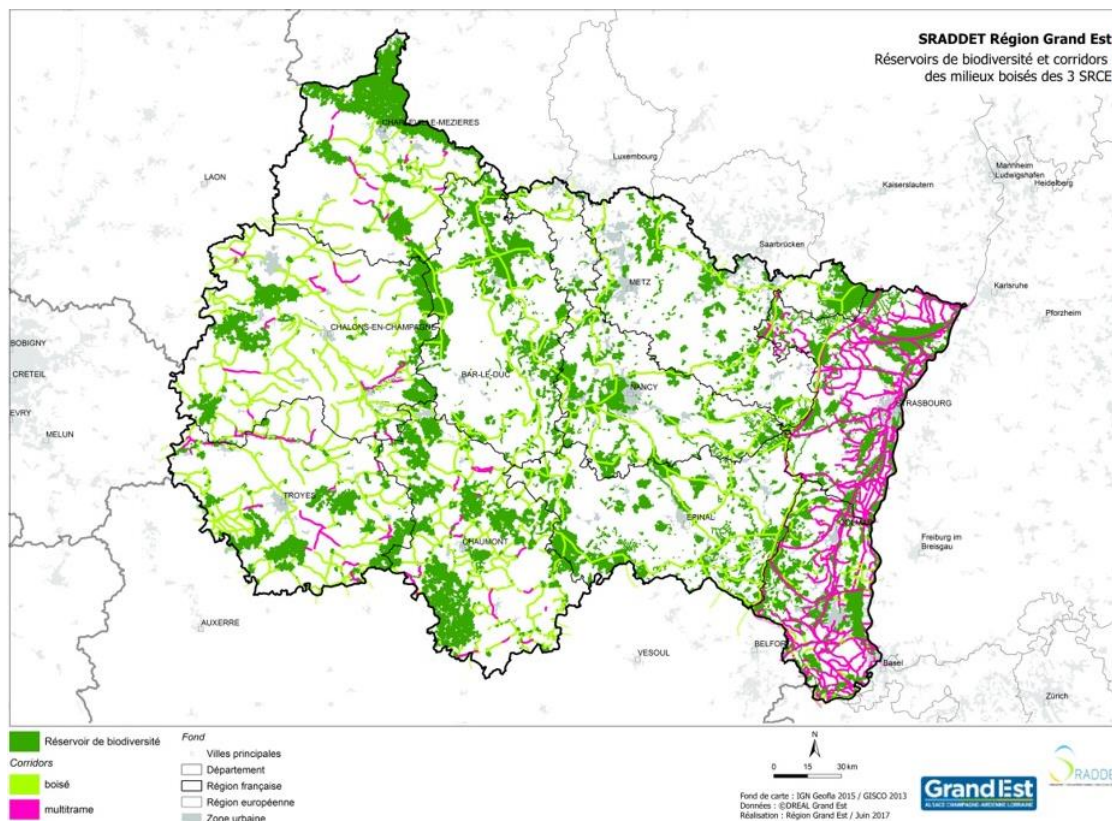 SRADDET Région Grand Est
Réservoirs de biodiversité et corridors
des milieux boisés des 3 SRCE
CHARLEVILLE-MEZIERES
LAON
Luxembourg
Mannheim
Ludwigshafen
Heidelberg
Kaiserslautern
Saarbrücken
METZ
Karlsruhe
Pforzheim
CHALONS-EN-CHAMPAGNE
BOBIGNY
CRETEIL
EVRY
MELUN
BAR-LE-DUC
NANCY
STRASBOURG
TROYES
EPINAL
CHAUMONT
Freiburg im
Breisgau
AUXERRE
VESOUL
BELFORT
Basel
Zürich
Réservoir de biodiversité
Corridors
boisé
multitrame
Fond
Villes principales
Département
Région française
Région européenne
Zone urbaine
N
0 15 30 km
Fond de carte : IGN Geofla 2015 / GISCO 2013
Données : ©DREAL Grand Est
Réalisation : Région Grand Est / Juin 2017
GrandEst
ALSACE CHAMPAGNE-ARDENNE LORRAINE
SRADDE